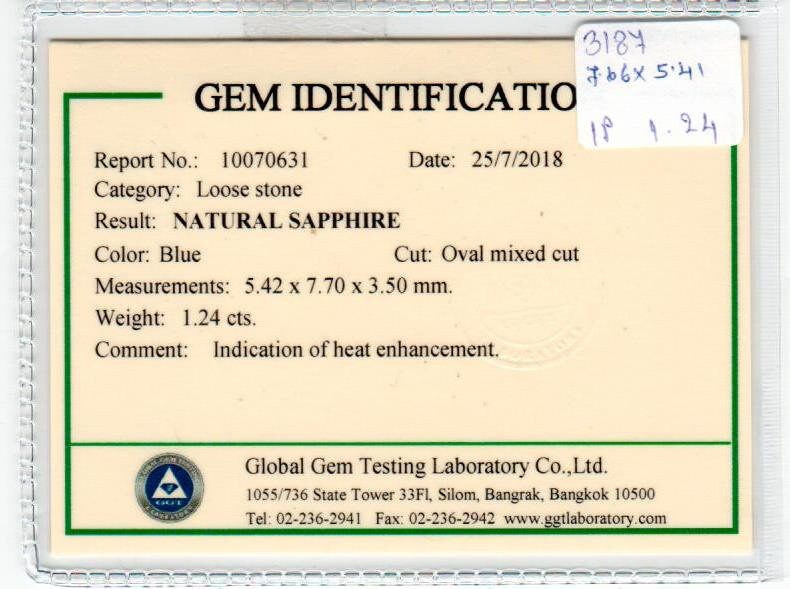 3187
7.66x 5.41
1P 1.24
GEM IDENTIFICATIO
Report No.: 10070631 Date: 25/7/2018
Category: Loose stone
Result: NATURAL SAPPHIRE
Color: Blue Cut: Oval mixed cut
Measurements: 5.42 x 7.70 x 3.50 mm.
Weight: 1.24 cts.
Comment: Indication of heat enhancement.
GGT
Global Gem Testing Laboratory Co.,Ltd.
1055/736 State Tower 33Fl, Silom, Bangrak, Bangkok 10500
Tel: 02-236-2941 Fax: 02-236-2942 www.ggtlaboratory.com